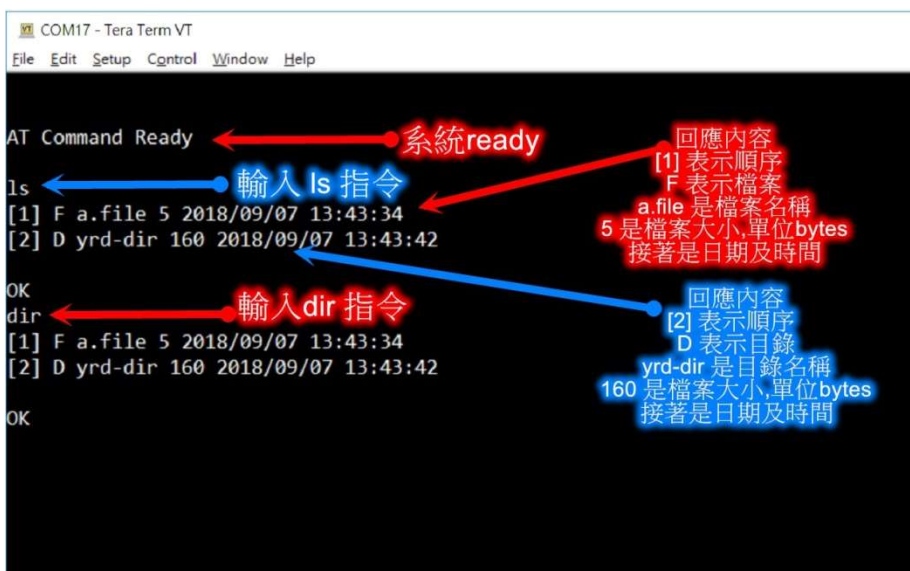 COM17 - Tera Term VT
File Edit Setup Control Window Help
AT Command Ready
系統ready
ls
輸入 ls 指令
[1] F a.file 5 2018/09/07 13:43:34
[2] D yrd-dir 160 2018/09/07 13:43:42
OK
dir
輸入dir 指令
[1] F a.file 5 2018/09/07 13:43:34
[2] D yrd-dir 160 2018/09/07 13:43:42
OK
回應內容
[1] 表示順序
F 表示檔案
a.file 是檔案名稱
5 是檔案大小,單位bytes
接著是日期及時間
回應內容
[2] 表示順序
D 表示目錄
yrd-dir 是目錄名稱
160 是檔案大小,單位bytes
接著是日期及時間